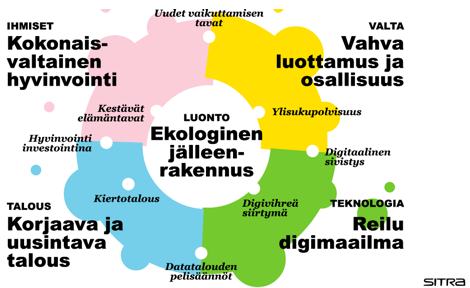 Uudet vaikuttamisen
tavat
IHMISET
Kokonais-
valtainen
hyvinvointi
VALTA
Vahva
luottamus ja
osallisuus
Kestävät
elämäntavat
Ylisukupolvisuus
LUONTO
Ekologinen
jälleen-
rakennus
Hyvinvointi
investointina
Digitaalinen
sivistys
Kiertotalous
Digivihreä
siirtymä
TALOUS
Korjaava ja
uusintava
talous
TEKNOLOGIA
Reilu
digimaailma
Datatalouden
pelisäännöt
SITRA